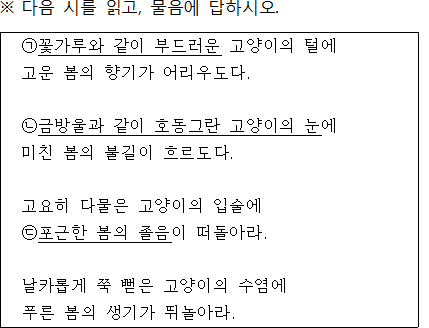 ※ 다음 시를 읽고, 물음에 답하시오.
㉠꽃가루와 같이 부드러운 고양이의 털에
고운 봄의 향기가 어리우도다.
㉡금방울과 같이 호동그란 고양이의 눈에
미친 봄의 불길이 흐르도다.
고요히 다물은 고양이의 입술에
㉢포근한 봄의 졸음이 떠돌아라.
날카롭게 쭉 뻗은 고양이의 수염에
푸른 봄의 생기가 뛰놀아라.